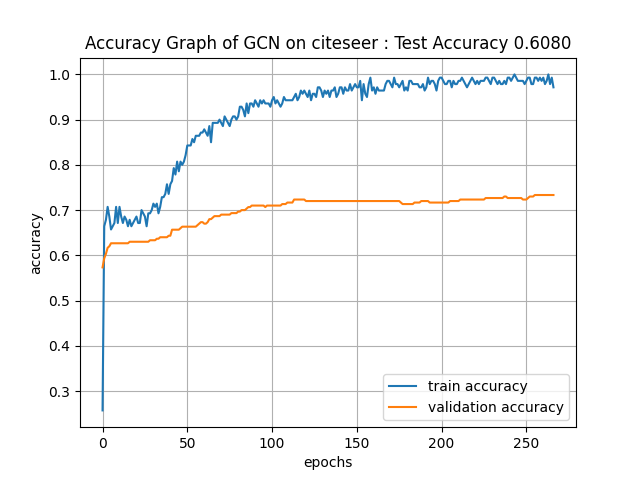 Accuracy Graph of GCN on citeseer : Test Accuracy 0.6080
1.0
0.9
0.8
0.7
0.6
0.5
0.4
0.3
accuracy
train accuracy
validation accuracy
0 50 100 150 200 250
epochs